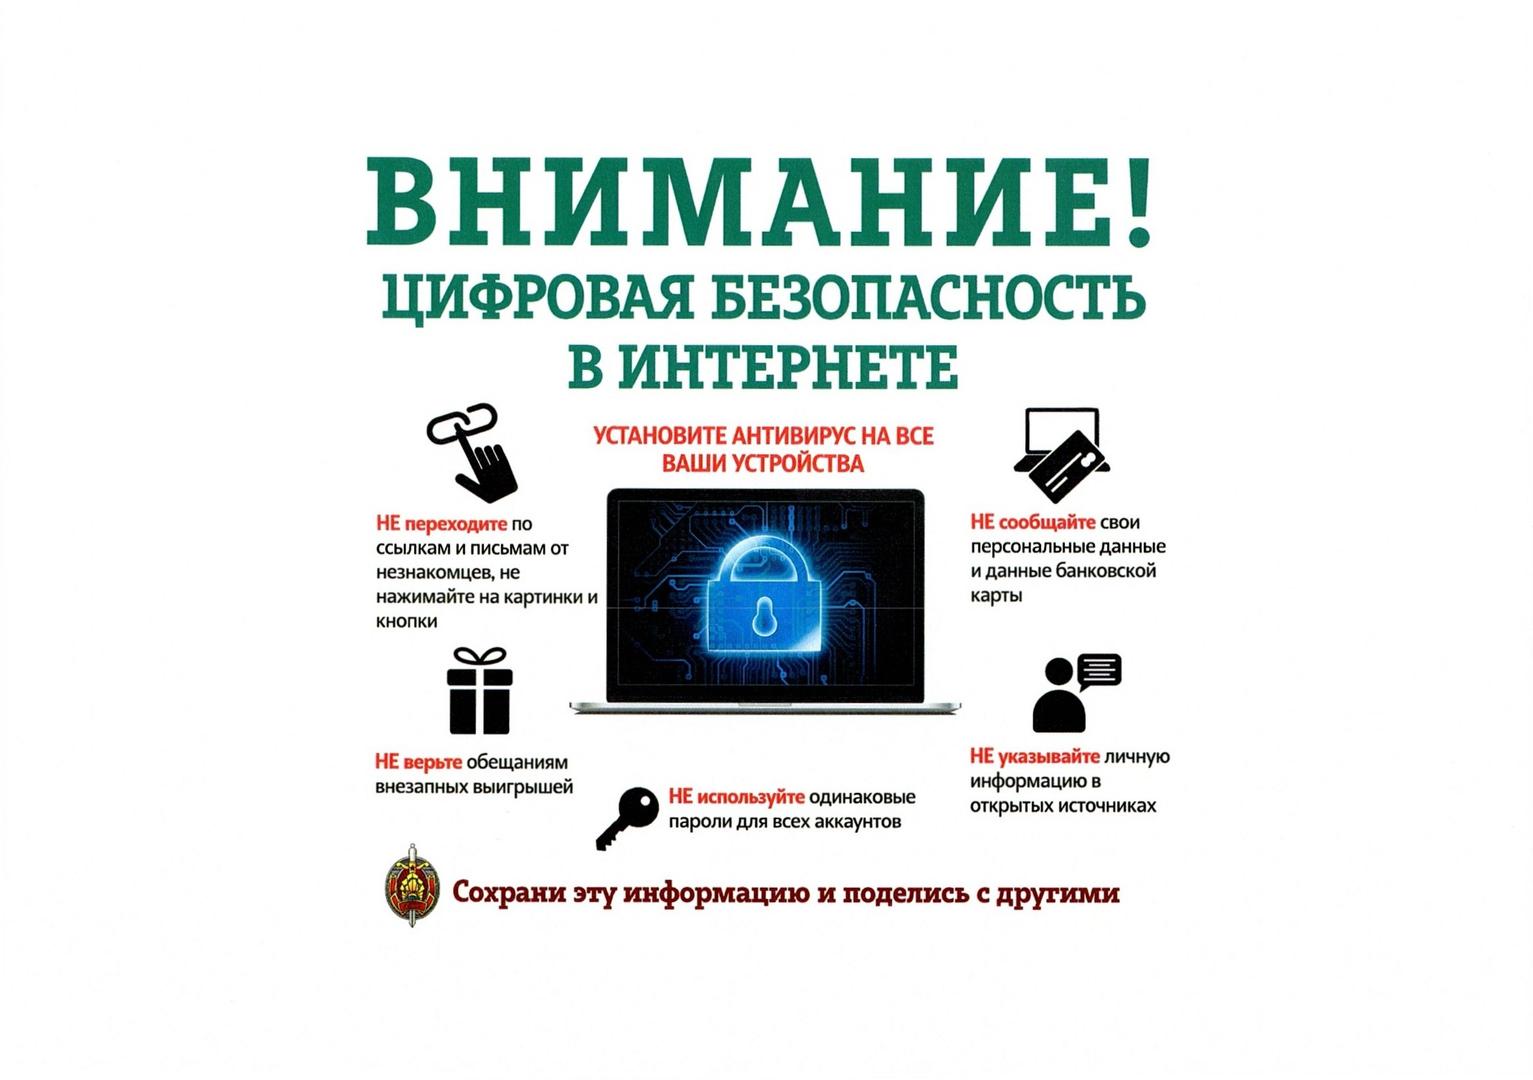 ВНИМАНИЕ!
ЦИФРОВАЯ БЕЗОПАСНОСТЬ
В ИНТЕРНЕТЕ
УСТАНОВИТЕ АНТИВИРУС НА ВСЕ
ВАШИ УСТРОЙСТВА
НЕ переходите по
ссылкам и письмам от
незнакомцев, не
нажимайте на картинки и
кнопки
НЕ сообщайте свои
персональные данные
и данные банковской
карты
НЕ верьте обещаниям
внезапных выигрышей
НЕ используйте одинаковые
пароли для всех аккаунтов
НЕ указывайте личную
информацию в
открытых источниках
Сохрани эту информацию и поделись с другими